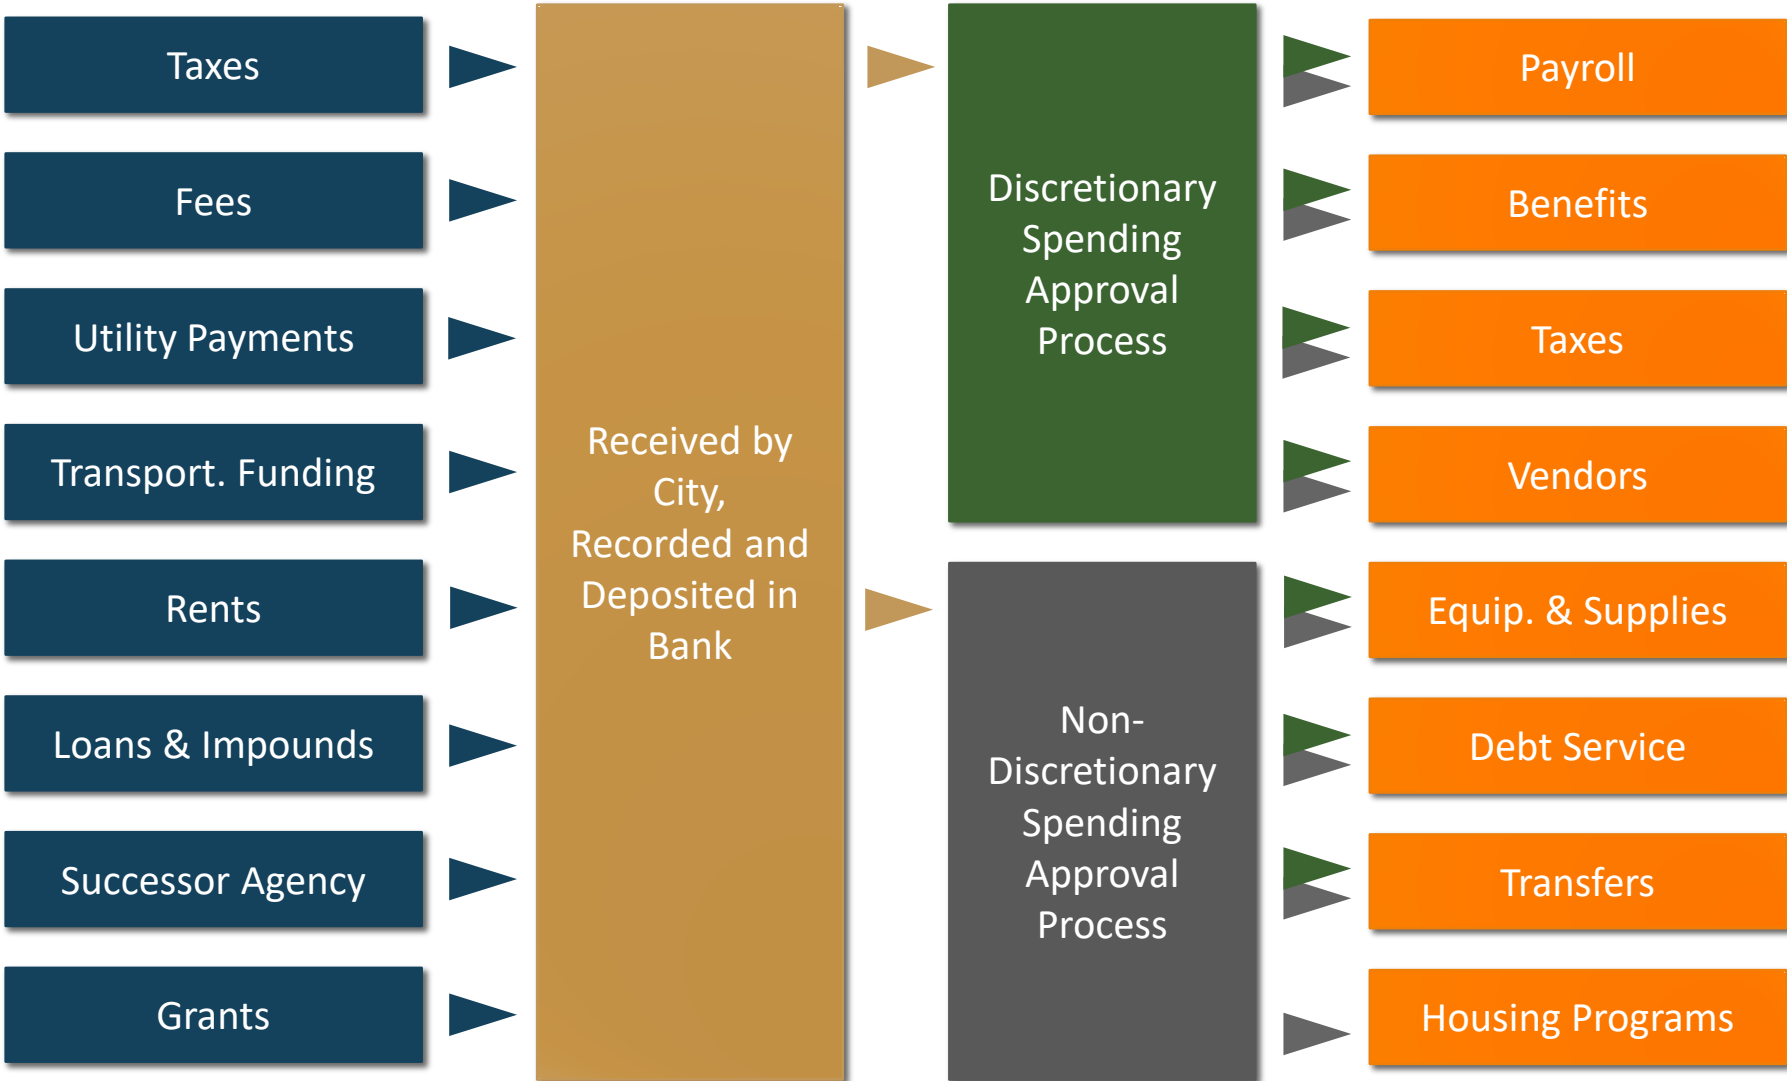 Taxes
Fees
Utility Payments
Transport. Funding
Rents
Loans & Impounds
Successor Agency
Grants
Received by
City,
Recorded and
Deposited in
Bank
Discretionary
Spending
Approval
Process
Non-
Discretionary
Spending
Approval
Process
Payroll
Benefits
Taxes
Vendors
Equip. & Supplies
Debt Service
Transfers
Housing Programs